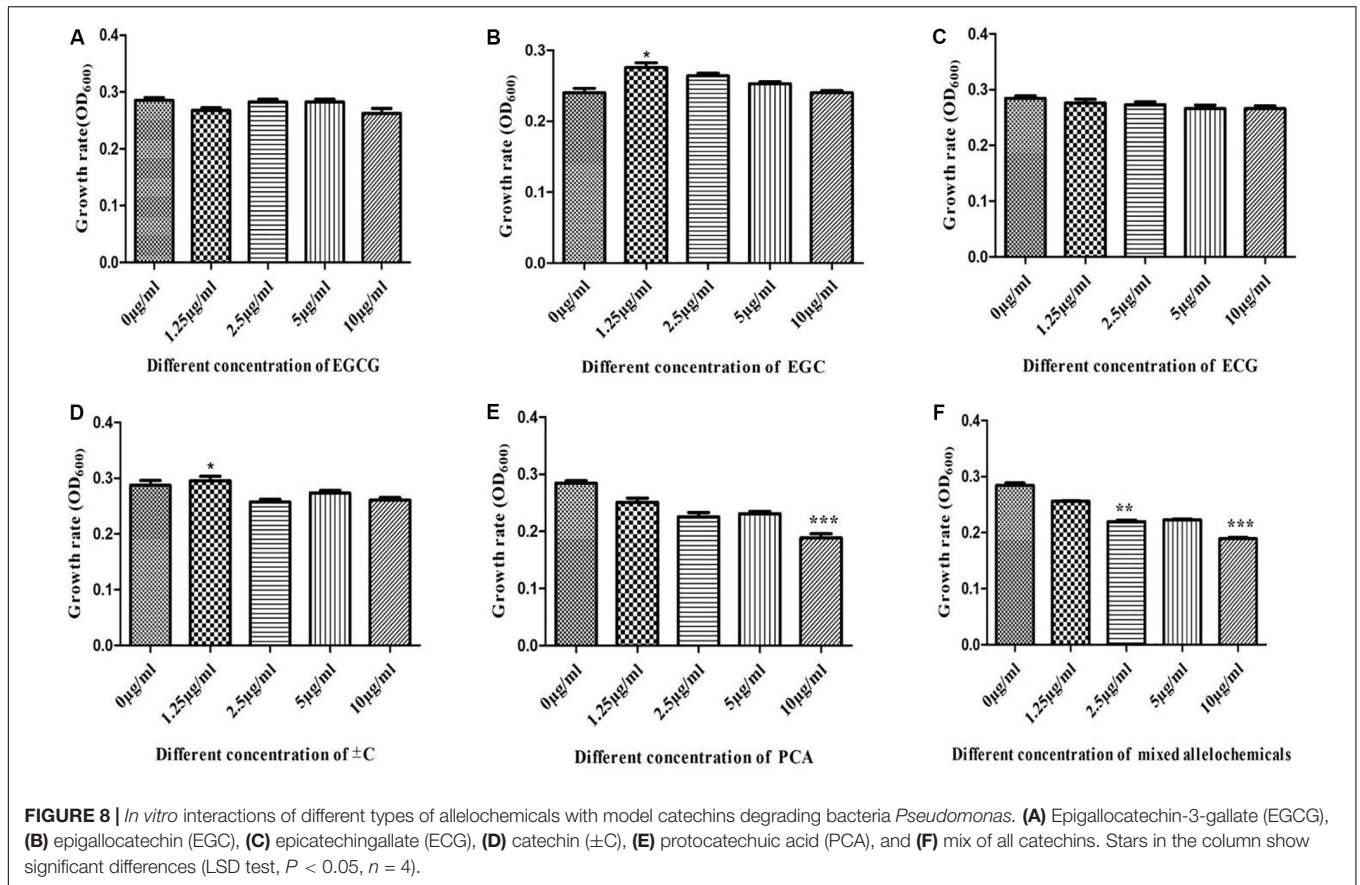 A
B
C
Growth rate(OD600)
0.4
0.3
0.2
0.1
0.0
0µg/ml
1.25µg/ml
2.5µg/ml
5µg/ml
10µg/ml
Different concentration of EGCG
Growth rate (OD600)
0.3
0.2
0.1
0.0
*
0µg/ml
1.25µg/ml
2.5µg/ml
5µg/ml
10µg/ml
Different concentration of EGC
Growth rate (OD600)
0.4
0.3
0.2
0.1
0.0
0µg/ml
1.25µg/ml
2.5µg/ml
5µg/ml
10µg/ml
Different concentration of ECG
D
E
F
Growth rate (OD600)
0.4
0.3
0.2
0.1
0.0
*
0µg/ml
1.25µg/ml
2.5µg/ml
5µg/ml
10µg/ml
Different concentration of ±C
Growth rate (OD600)
0.4
0.3
0.2
0.1
0.0
***
0µg/ml
1.25µg/ml
2.5µg/ml
5µg/ml
10µg/ml
Different concentration of PCA
Growth rate (OD600)
0.4
0.3
0.2
0.1
0.0
**
***
0µg/ml
1.25µg/ml
2.5µg/ml
5µg/ml
10µg/ml
Different concentration of mixed allelochemicals
FIGURE 8 | In vitro interactions of different types of allelochemicals with model catechins degrading bacteria Pseudomonas. (A) Epigallocatechin-3-gallate (EGCG),
(B) epigallocatechin (EGC), (C) epicatechingallate (ECG), (D) catechin (±C), (E) protocatechuic acid (PCA), and (F) mix of all catechins. Stars in the column show
significant differences (LSD test, P < 0.05, n = 4).